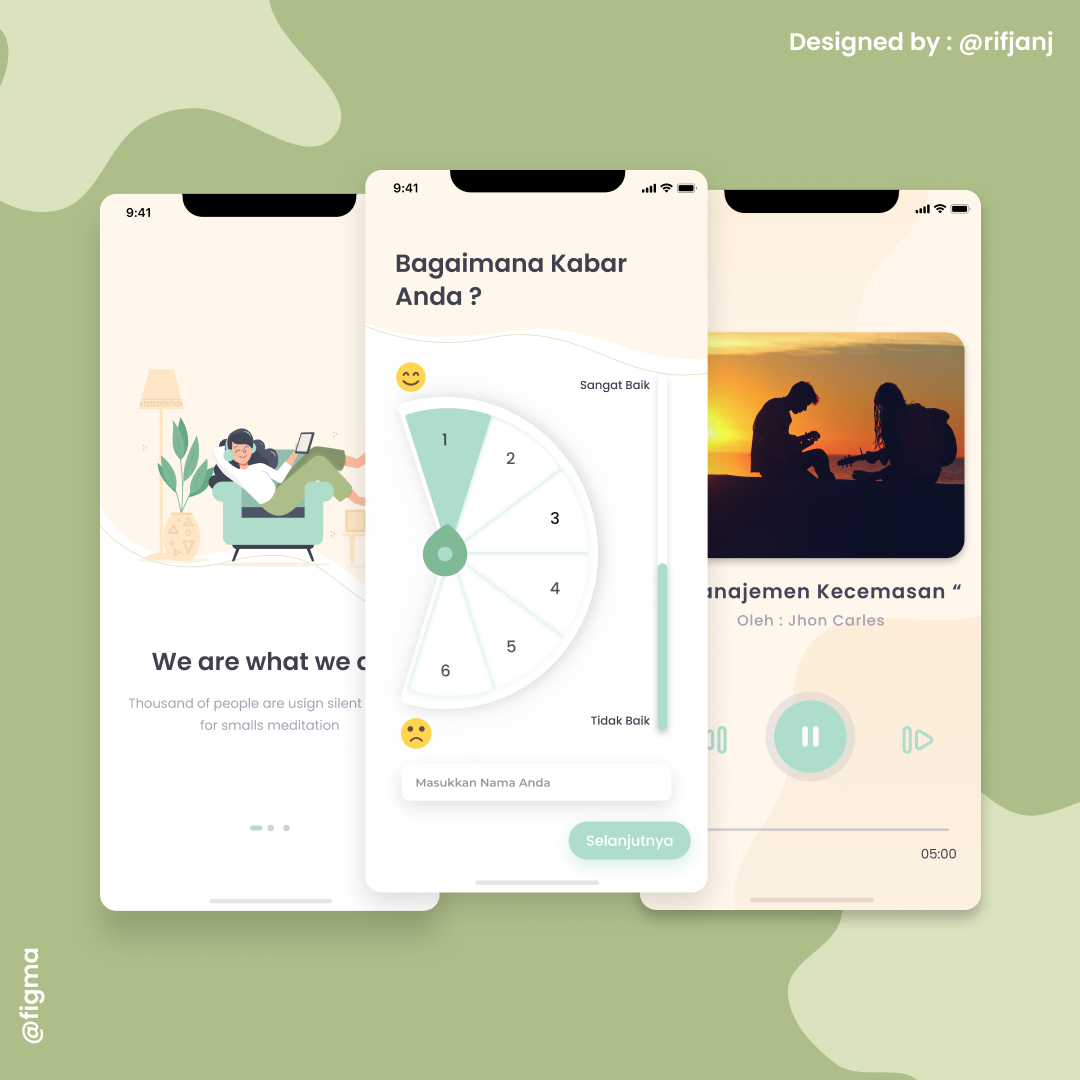 Designed by : @rifjanj
9:41
We are what we
Thousand of people are usign silent
for smalls meditation
9:41
Bagaimana Kabar
Anda ?
Sangat Baik
1
2
3
4
5
6
Tidak Baik
Masukkan Nama Anda
Selanjutnya
anajemen Kecemasan “
Oleh : Jhon Carles
05:00
@figma